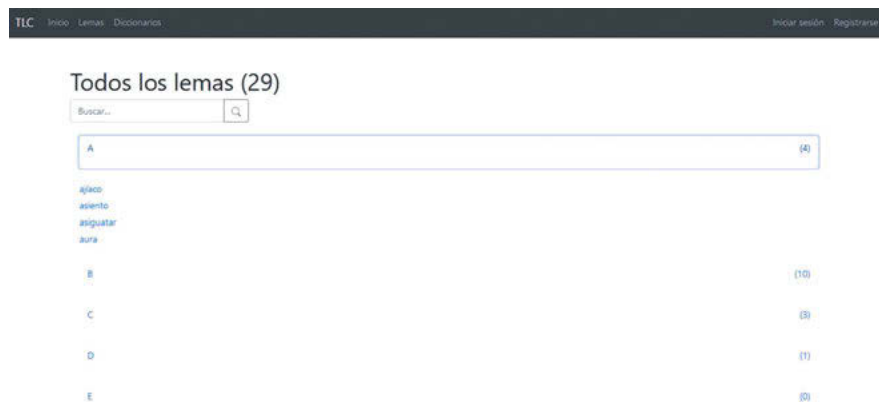 TLC Inicio Lemas Diccionarios Iniciar sesión Registrarse
Todos los lemas (29)
Buscar...
A (4)
ajiaco
asiento
asiguatar
aura
B (10)
C (3)
D (1)
E (0)